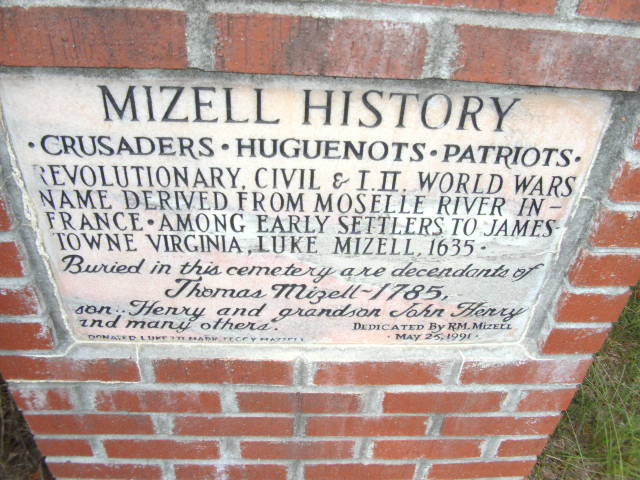 MIZELL HISTORY
· CRUSADERS · HUGUENOTS · PATRIOTS ·
REVOLUTIONARY, CIVIL & I.II. WORLD WARS
NAME DERIVED FROM MOSELLE RIVER IN-
FRANCE · AMONG EARLY SETTLERS TO JAMES-
TOWNE VIRGINIA, LUKE MIZELL, 1635 ·
Buried in this cemetery are decendants of
Thomas Mizell-1785,
son.. Henry and grandson John Henry
and many others.
DEDICATED BY R.M. MIZELL
· MAY 25, 1991 ·
DONATED LUKE